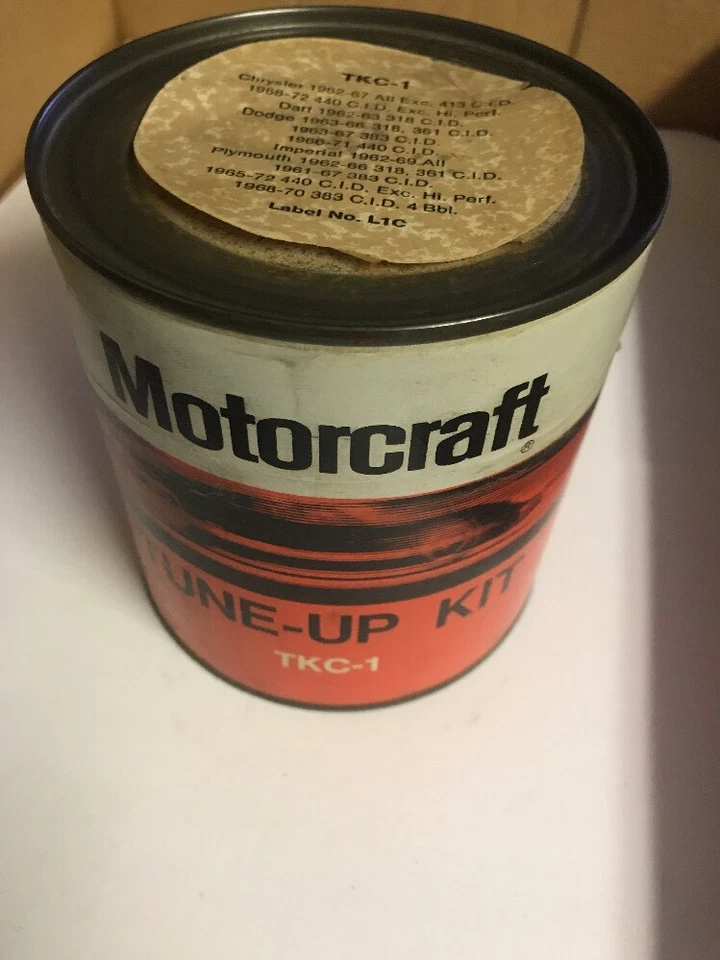 TKC-1
Chrysler 1962-67 All Exc. 413 C.I.D.
1968-72 440 C.I.D. Exc. Hi. Perf.
Dart 1962-63 318 C.I.D.
Dodge 1963-66 318, 361 C.I.D.
1963-67 383 C.I.D.
1966-71 440 C.I.D.
Imperial 1962-69 All
Plymouth 1962-66 318, 361 C.I.D.
1961-67 383 C.I.D.
1965-72 440 C.I.D. Exc. Hi. Perf.
1968-70 383 C.I.D. 4 Bbl.
Label No. L1C
Motorcraft®
TUNE-UP KIT
TKC-1